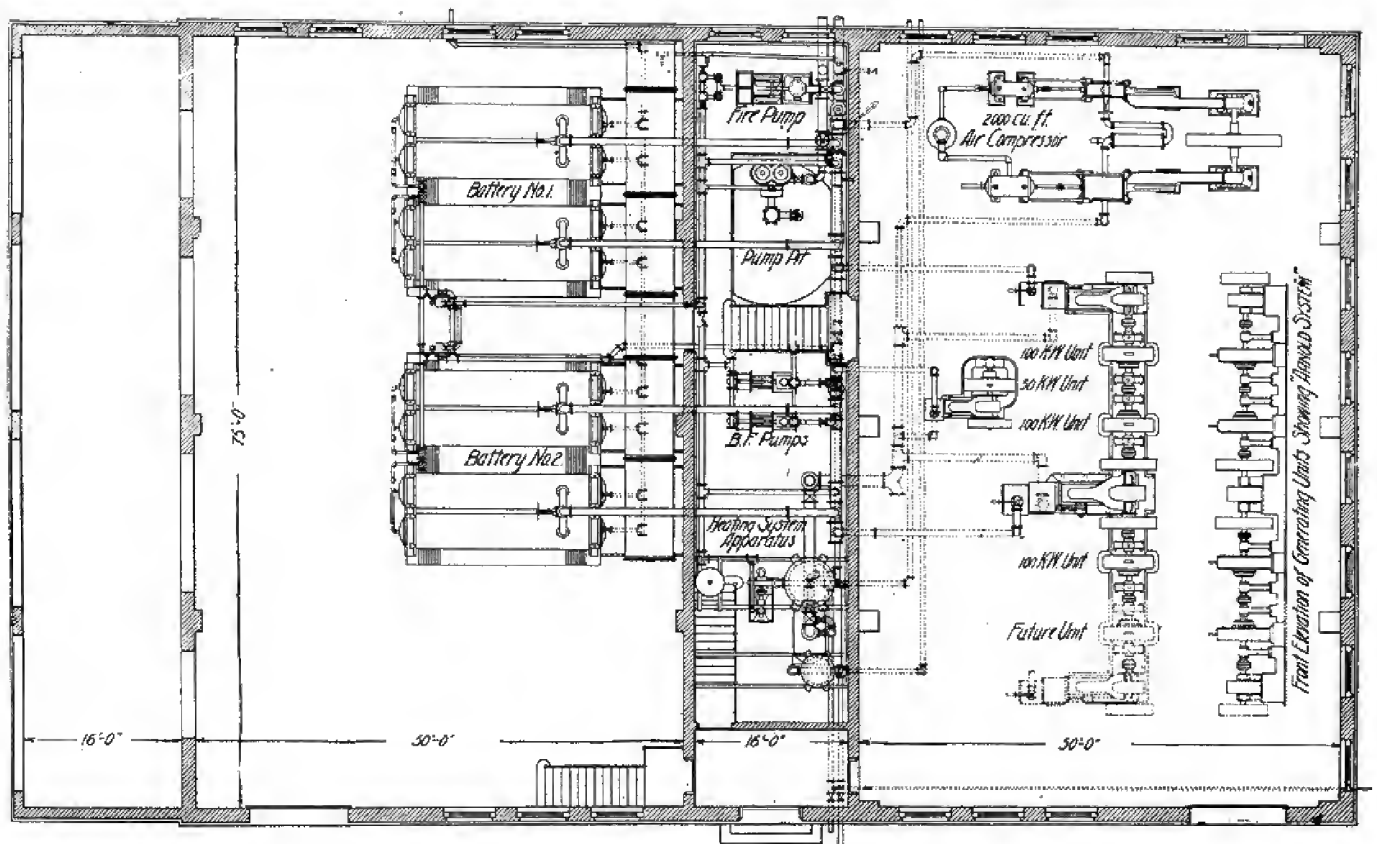 Fire Pump
2000 cu. ft.
Air Compressor
Battery No.1.
Pump Pit
100 KW Unit
50 KW Unit
100 KW Unit
B.F. Pumps
75'-0"
Battery No.2
Heating System
Apparatus
100 KW. Unit
Future Unit
Front Elevation of Generating Units Showing "ARNOLD SYSTEM"
16'-0"
50'-0"
16'-0"
50'-0"